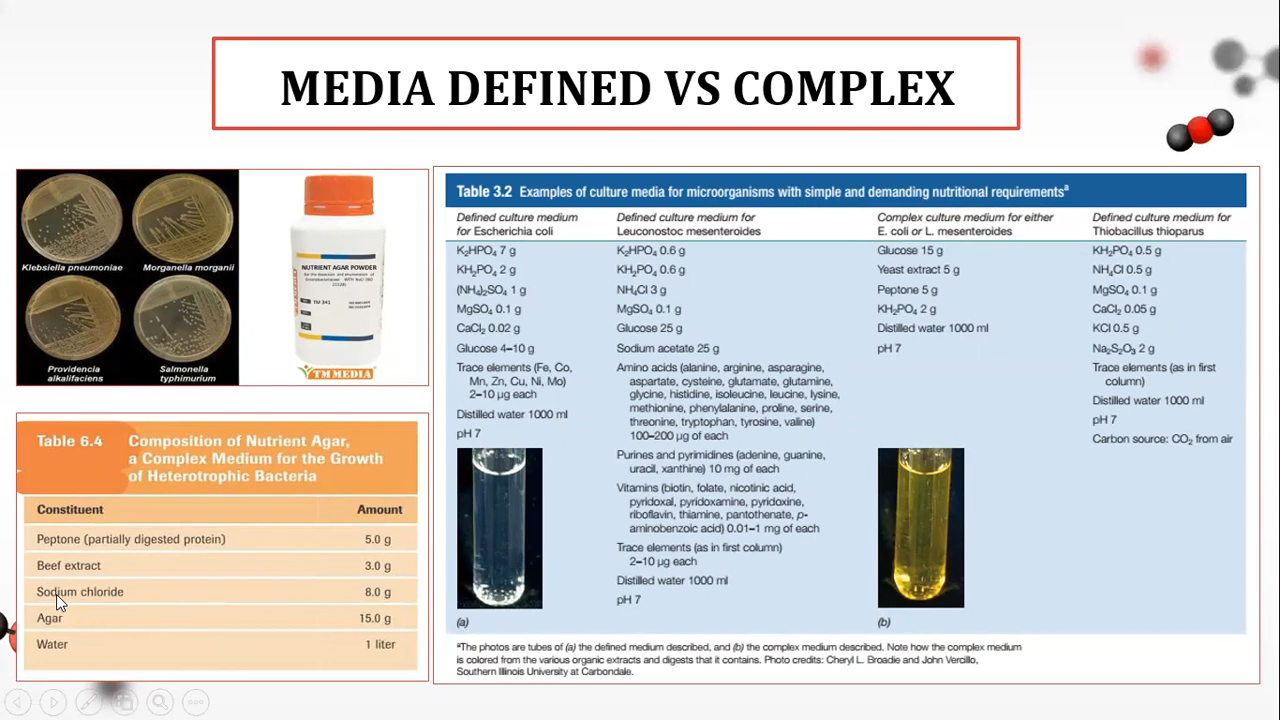 MEDIA DEFINED VS COMPLEX
Klebsiella pneumoniae
Morganella morganii
Providencia
alkalifaciens
Salmonella
typhimurium
NUTRIENT AGAR POWDER
TM 341
TM MEDIA
Table 6.4 Composition of Nutrient Agar,
a Complex Medium for the Growth
of Heterotrophic Bacteria
Constituent Amount
Peptone (partially digested protein) 5.0 g
Beef extract 3.0 g
Sodium chloride 8.0 g
Agar 15.0 g
Water 1 liter
Table 3.2 Examples of culture media for microorganisms with simple and demanding nutritional requirementsᵃ
Defined culture medium
for Escherichia coli
K₂HPO₄ 7 g
KH₂PO₄ 2 g
(NH₄)₂SO₄ 1 g
MgSO₄ 0.1 g
CaCl₂ 0.02 g
Glucose 4–10 g
Trace elements (Fe, Co,
Mn, Zn, Cu, Ni, Mo)
2–10 µg each
Distilled water 1000 ml
pH 7
(a)
Defined culture medium for
Leuconostoc mesenteroides
K₂HPO₄ 0.6 g
KH₂PO₄ 0.6 g
NH₄Cl 3 g
MgSO₄ 0.1 g
Glucose 25 g
Sodium acetate 25 g
Amino acids (alanine, arginine, asparagine,
aspartate, cysteine, glutamate, glutamine,
glycine, histidine, isoleucine, leucine, lysine,
methionine, phenylalanine, proline, serine,
threonine, tryptophan, tyrosine, valine)
100–200 µg of each
Purines and pyrimidines (adenine, guanine,
uracil, xanthine) 10 mg of each
Vitamins (biotin, folate, nicotinic acid,
pyridoxal, pyridoxamine, pyridoxine,
riboflavin, thiamine, pantothenate, p-
aminobenzoic acid) 0.01–1 mg of each
Trace elements (as in first column)
2–10 µg each
Distilled water 1000 ml
pH 7
Complex culture medium for either
E. coli or L. mesenteroides
Glucose 15 g
Yeast extract 5 g
Peptone 5 g
KH₂PO₄ 2 g
Distilled water 1000 ml
pH 7
(b)
Defined culture medium for
Thiobacillus thioparus
KH₂PO₄ 0.5 g
NH₄Cl 0.5 g
MgSO₄ 0.1 g
CaCl₂ 0.05 g
KCl 0.5 g
Na₂S₂O₃ 2 g
Trace elements (as in first
column)
Distilled water 1000 ml
pH 7
Carbon source: CO₂ from air
ᵃThe photos are tubes of (a) the defined medium described, and (b) the complex medium described. Note how the complex medium
is colored from the various organic extracts and digests that it contains. Photo credits: Cheryl L. Broadie and John Vercillo,
Southern Illinois University at Carbondale.